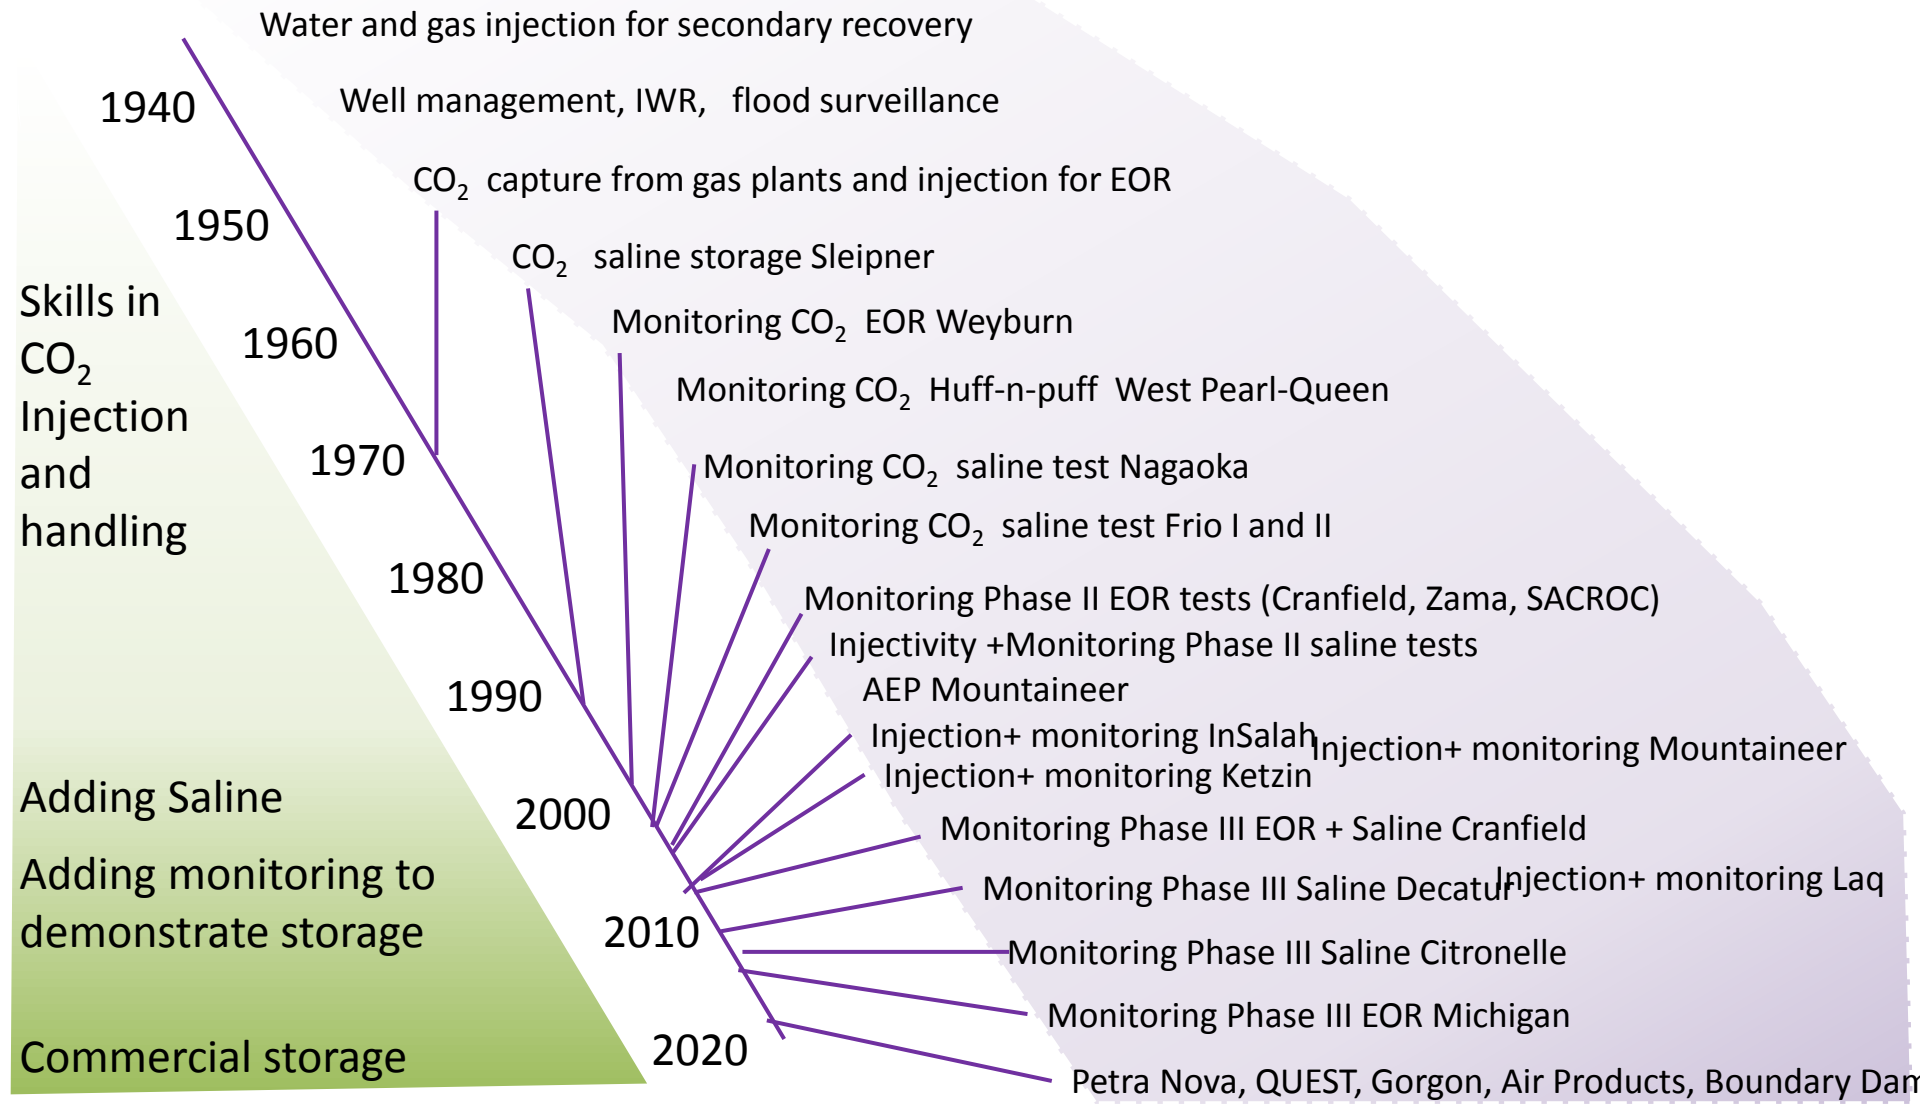 Water and gas injection for secondary recovery
1940
Well management, IWR, flood surveillance
CO2 capture from gas plants and injection for EOR
1950
CO2 saline storage Sleipner
Skills in
CO2
Injection
and
handling
1960
Monitoring CO2 EOR Weyburn
Monitoring CO2 Huff-n-puff West Pearl-Queen
1970
Monitoring CO2 saline test Nagaoka
Monitoring CO2 saline test Frio I and II
1980
Monitoring Phase II EOR tests (Cranfield, Zama, SACROC)
Injectivity +Monitoring Phase II saline tests
1990
AEP Mountaineer
Injection+ monitoring InSalah
Injection+ monitoring Mountaineer
Injection+ monitoring Ketzin
Adding Saline
2000
Monitoring Phase III EOR + Saline Cranfield
Adding monitoring to
demonstrate storage
Monitoring Phase III Saline Decatur
Injection+ monitoring Laq
2010
Monitoring Phase III Saline Citronelle
Monitoring Phase III EOR Michigan
Commercial storage
2020
Petra Nova, QUEST, Gorgon, Air Products, Boundary Dam